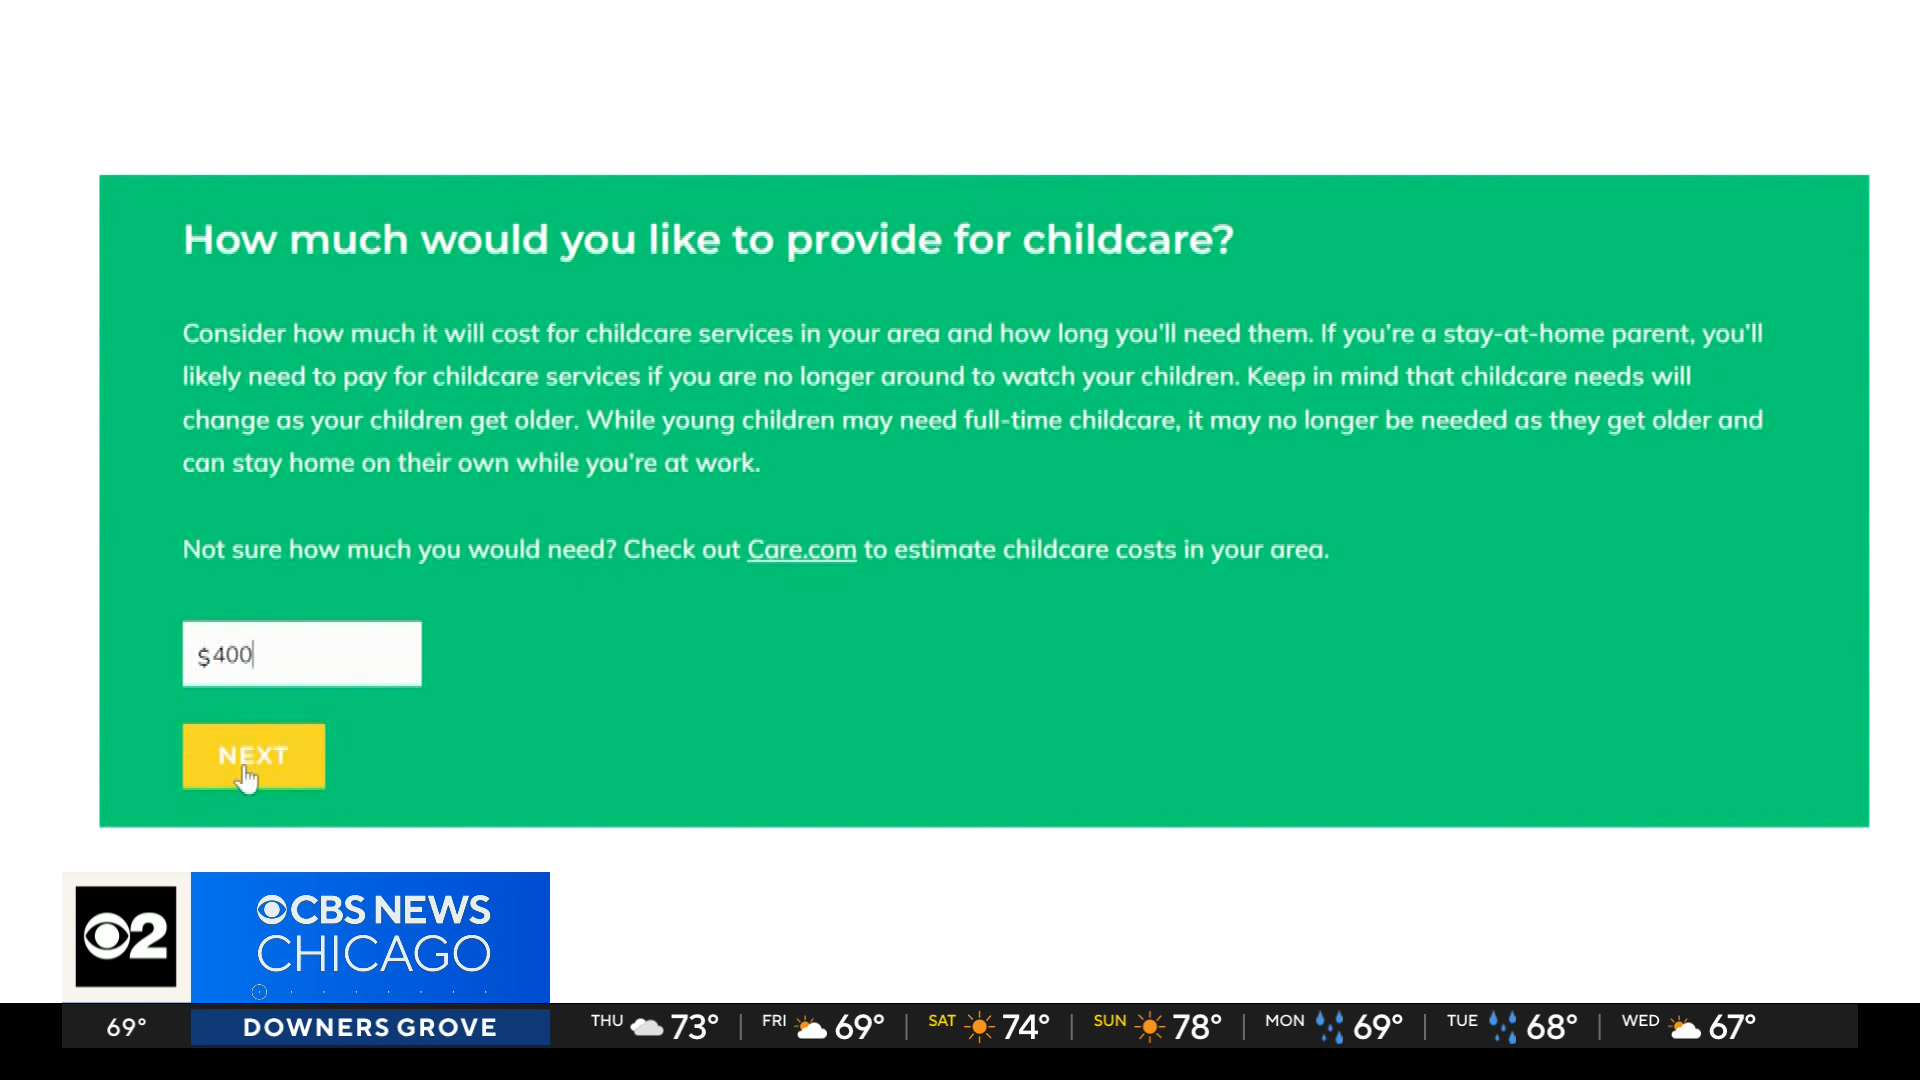 How much would you like to provide for childcare?
Consider how much it will cost for childcare services in your area and how long you'll need them. If you're a stay-at-home parent, you'll
likely need to pay for childcare services if you are no longer around to watch your children. Keep in mind that childcare needs will
change as your children get older. While young children may need full-time childcare, it may no longer be needed as they get older and
can stay home on their own while you're at work.
Not sure how much you would need? Check out Care.com to estimate childcare costs in your area.
$400
NEXT
2
CBS NEWS
CHICAGO
69° DOWNERS GROVE THU 73° | FRI 69° | SAT 74° | SUN 78° | MON 69° | TUE 68° | WED 67°